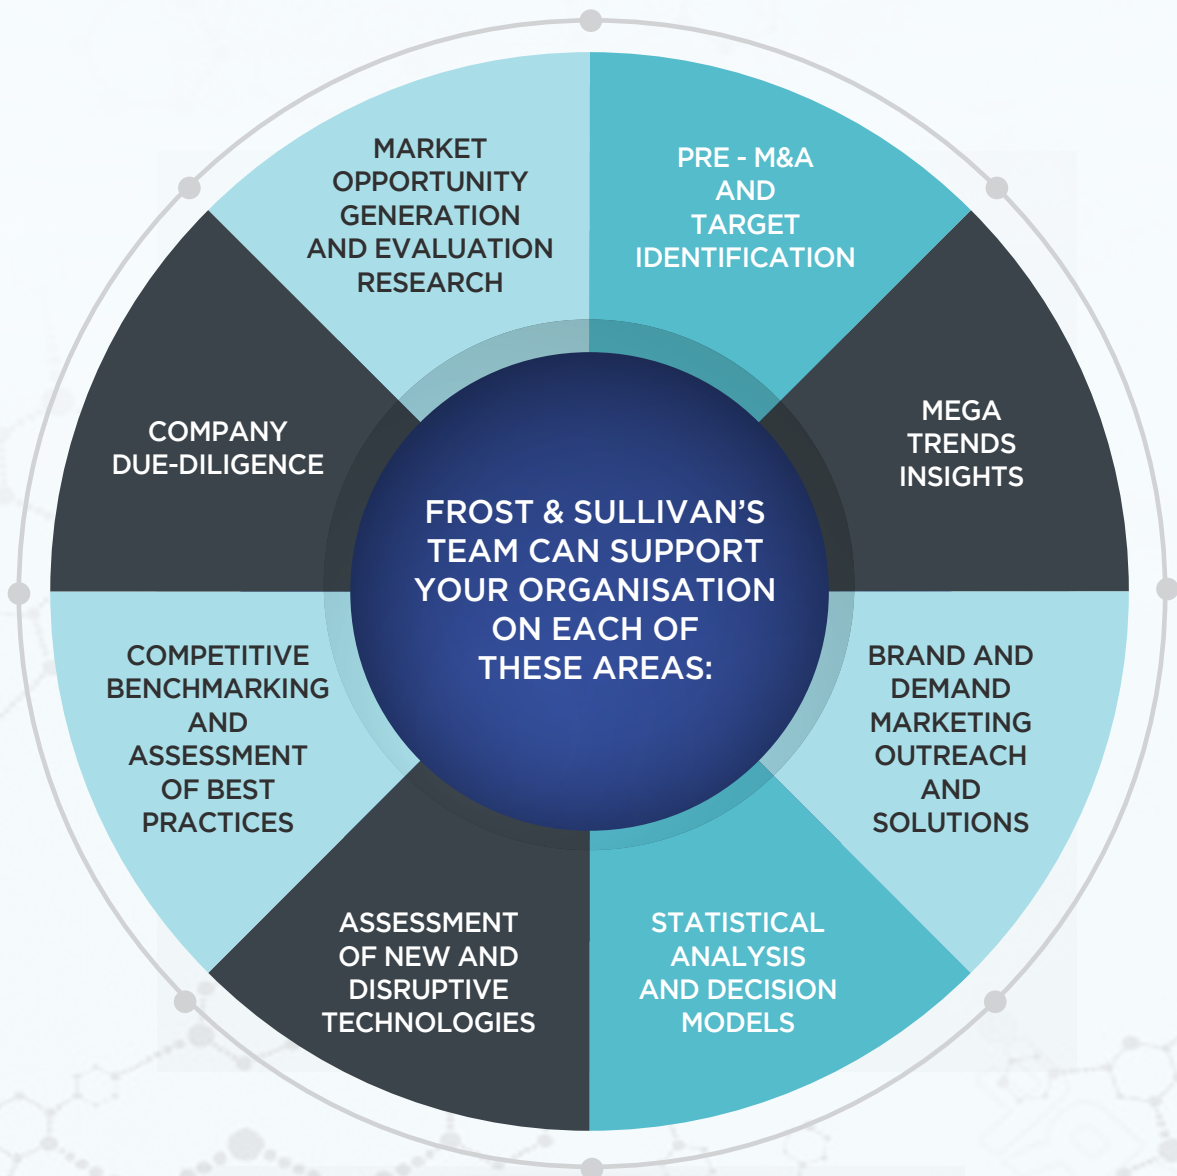 MARKET
OPPORTUNITY
GENERATION
AND EVALUATION
RESEARCH
PRE - M&A
AND
TARGET
IDENTIFICATION
COMPANY
DUE-DILIGENCE
MEGA
TRENDS
INSIGHTS
FROST & SULLIVAN’S
TEAM CAN SUPPORT
YOUR ORGANISATION
ON EACH OF
THESE AREAS:
COMPETITIVE
BENCHMARKING
AND
ASSESSMENT
OF BEST
PRACTICES
BRAND AND
DEMAND
MARKETING
OUTREACH
AND
SOLUTIONS
ASSESSMENT
OF NEW AND
DISRUPTIVE
TECHNOLOGIES
STATISTICAL
ANALYSIS
AND DECISION
MODELS